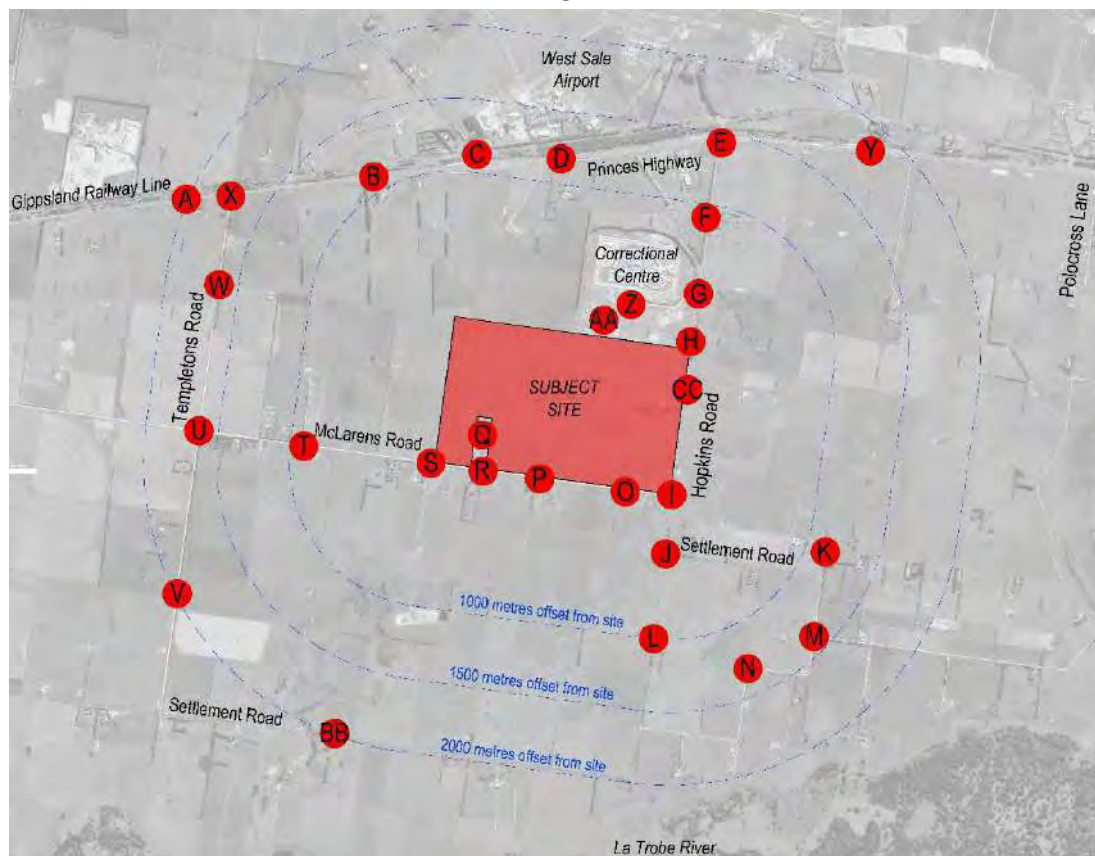 West Sale
Airport
E
Y
C
D
Princes Highway
B
Gippsland Railway Line
A
X
F
Polocross Lane
Correctional
Centre
W
G
Z
AA
H
Templetons Road
SUBJECT
SITE
CC
Hopkins Road
U
McLarens Road
T
Q
S
R
P
O
I
J
Settlement Road
K
V
1000 metres offset from site
L
M
1500 metres offset from site
N
Settlement Road
BB
2000 metres offset from site
La Trobe River